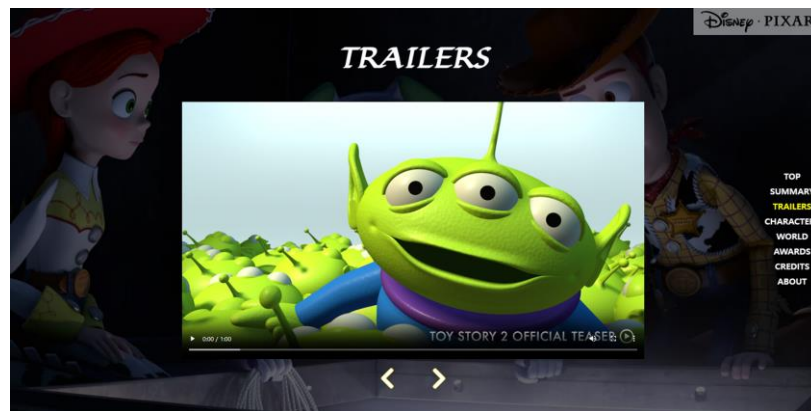 DISNEY · PIXAR
TRAILERS
TOP
SUMMARY
TRAILERS
CHARACTER
WORLD
AWARDS
CREDITS
ABOUT
TOY STORY 2 OFFICIAL TEASER
0:00 / 1:00